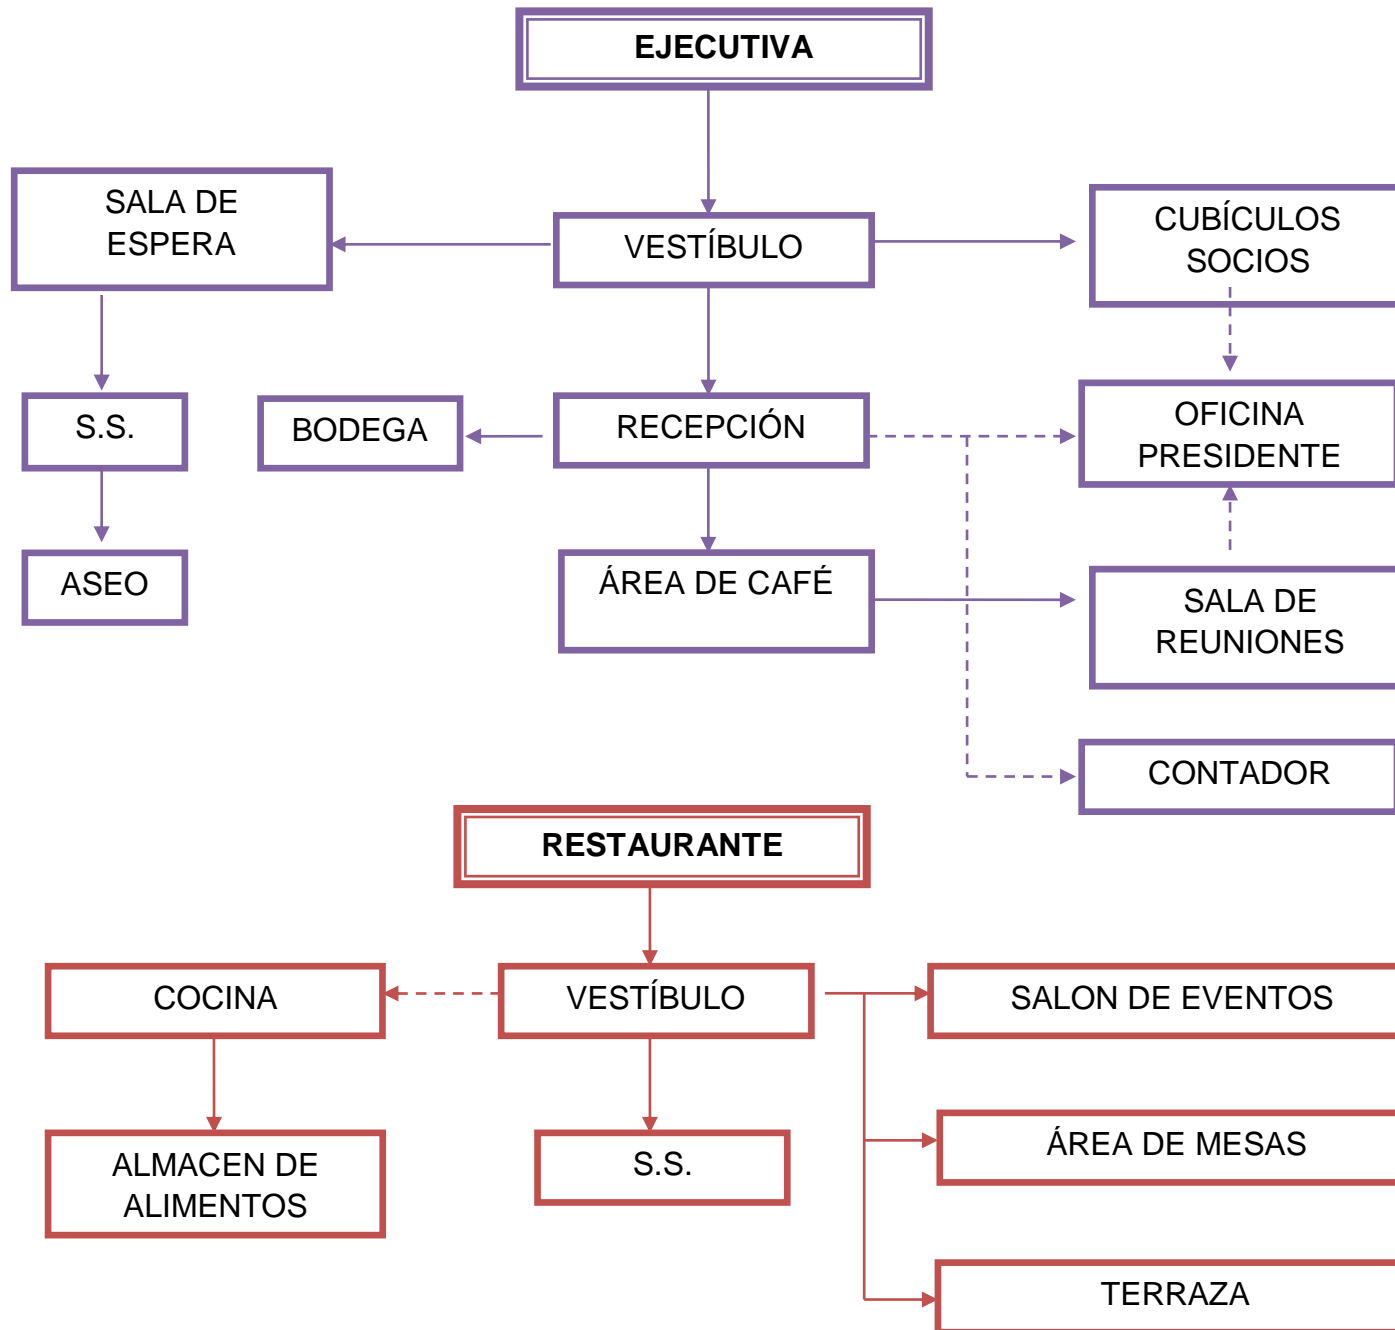 EJECUTIVA
SALA DE
ESPERA
VESTÍBULO
CUBÍCULOS
SOCIOS
S.S.
BODEGA
RECEPCIÓN
OFICINA
PRESIDENTE
ASEO
ÁREA DE CAFÉ
SALA DE
REUNIONES
CONTADOR
RESTAURANTE
COCINA
VESTÍBULO
SALON DE EVENTOS
ALMACEN DE
ALIMENTOS
S.S.
ÁREA DE MESAS
TERRAZA